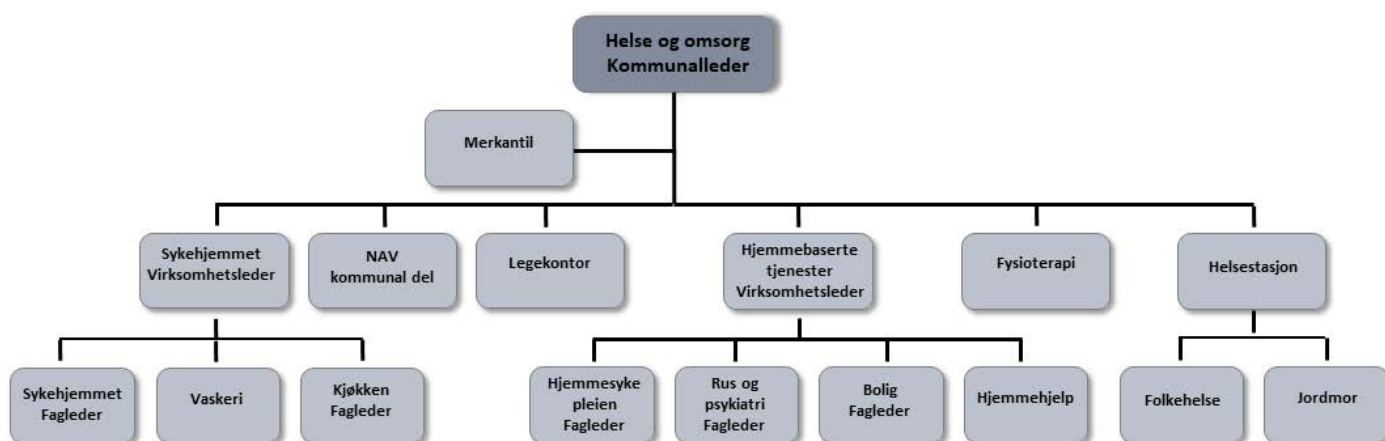 Helse og omsorg
Kommunalleder
Merkantil
Sykehjemmet
Virksomhetsleder
NAV
kommunal del
Legekontor
Hjemmebaserte
tjenester
Virksomhetsleder
Fysioterapi
Helsestasjon
Sykehjemmet
Fagleder
Vaskeri
Kjøkken
Fagleder
Hjemmesyke
pleien
Fagleder
Rus og
psykiatri
Fagleder
Bolig
Fagleder
Hjemmehjelp
Folkehelse
Jordmor